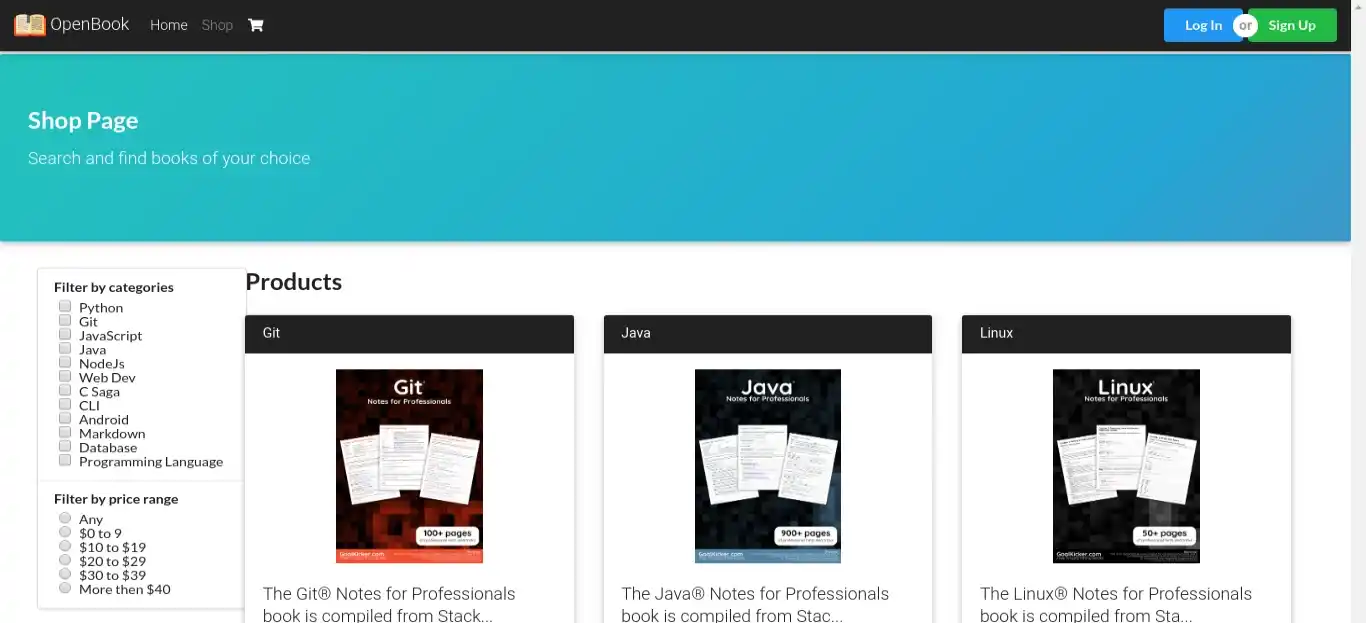 OpenBook Home Shop
Log In or Sign Up
Shop Page
Search and find books of your choice
Filter by categories
Python
Git
JavaScript
Java
NodeJs
Web Dev
C Saga
CLI
Android
Markdown
Database
Programming Language
Filter by price range
Any
$0 to 9
$10 to $19
$20 to $29
$30 to $39
More then $40
Products
Git
Git
Notes for Professionals
100+ pages
GoalKicker.com
The Git® Notes for Professionals
book is compiled from Stack...
Java
Java
Notes for Professionals
900+ pages
GoalKicker.com
The Java® Notes for Professionals
book is compiled from Stac...
Linux
Linux
Notes for Professionals
50+ pages
GoalKicker.com
The Linux® Notes for Professionals
book is compiled from Sta...